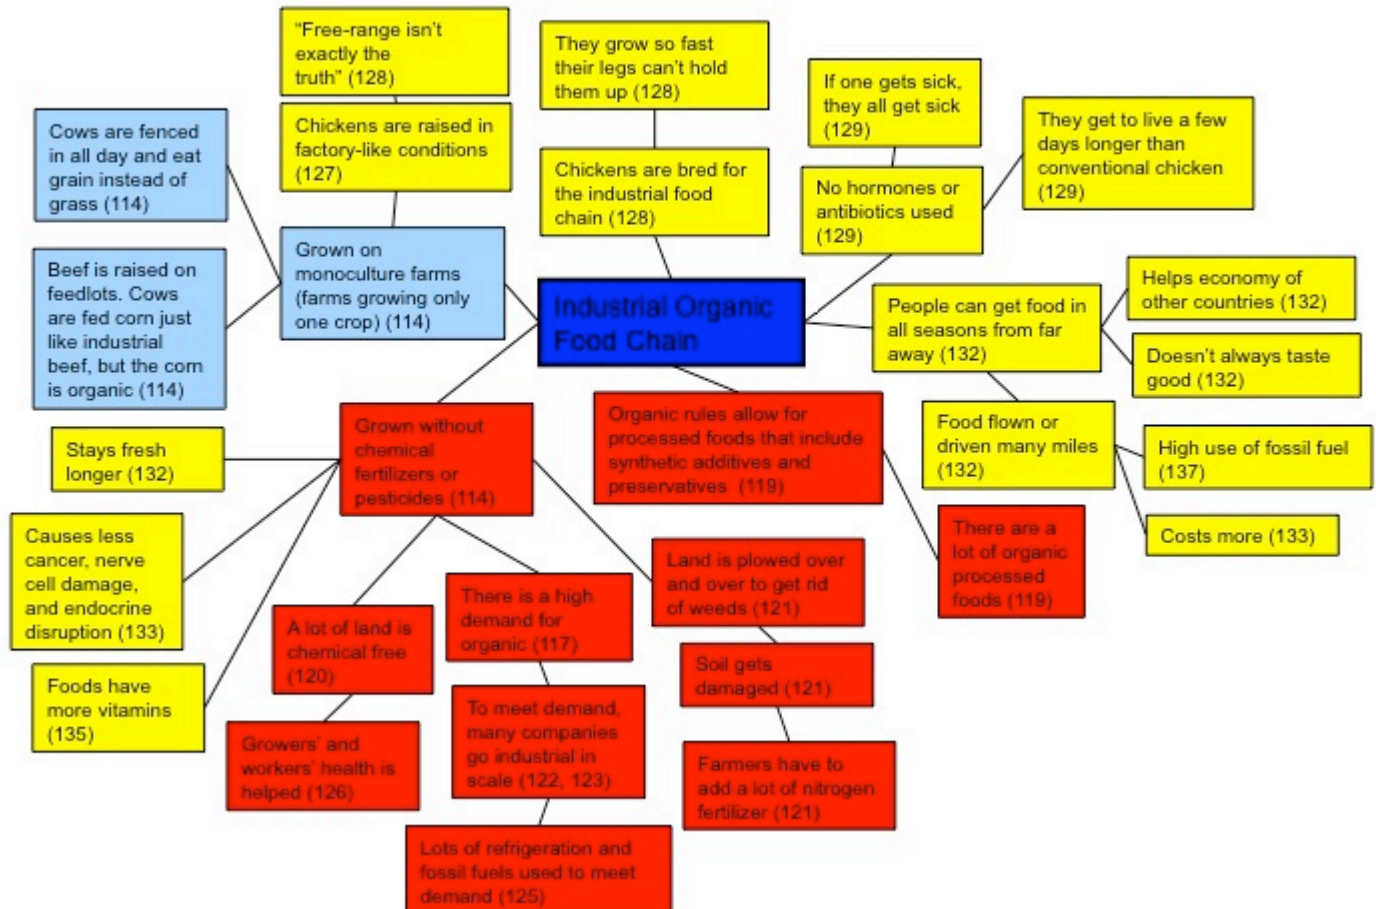 "Free-range isn't
exactly the
truth" (128)
They grow so fast
their legs can't hold
them up (128)
If one gets sick,
they all get sick
(129)
They get to live a few
days longer than
conventional chicken
(129)
Cows are fenced
in all day and eat
grain instead of
grass (114)
Chickens are raised in
factory-like conditions
(127)
Chickens are bred for
the industrial food
chain (128)
No hormones or
antibiotics used
(129)
Beef is raised on
feedlots. Cows
are fed corn just
like industrial
beef, but the corn
is organic (114)
Grown on
monoculture farms
(farms growing only
one crop) (114)
Industrial Organic
Food Chain
People can get food in
all seasons from far
away (132)
Helps economy of
other countries (132)
Doesn't always taste
good (132)
Stays fresh
longer (132)
Grown without
chemical
fertilizers or
pesticides (114)
Organic rules allow for
processed foods that include
synthetic additives and
preservatives (119)
Food flown or
driven many miles
(132)
High use of fossil fuel
(137)
Costs more (133)
Causes less
cancer, nerve
cell damage,
and endocrine
disruption (133)
A lot of land is
chemical free
(120)
There is a high
demand for
organic (117)
Land is plowed over
and over to get rid
of weeds (121)
There are a
lot of organic
processed
foods (119)
Foods have
more vitamins
(135)
Growers' and
workers' health is
helped (126)
To meet demand,
many companies
go industrial in
scale (122, 123)
Soil gets
damaged (121)
Farmers have to
add a lot of nitrogen
fertilizer (121)
Lots of refrigeration and
fossil fuels used to meet
demand (125)